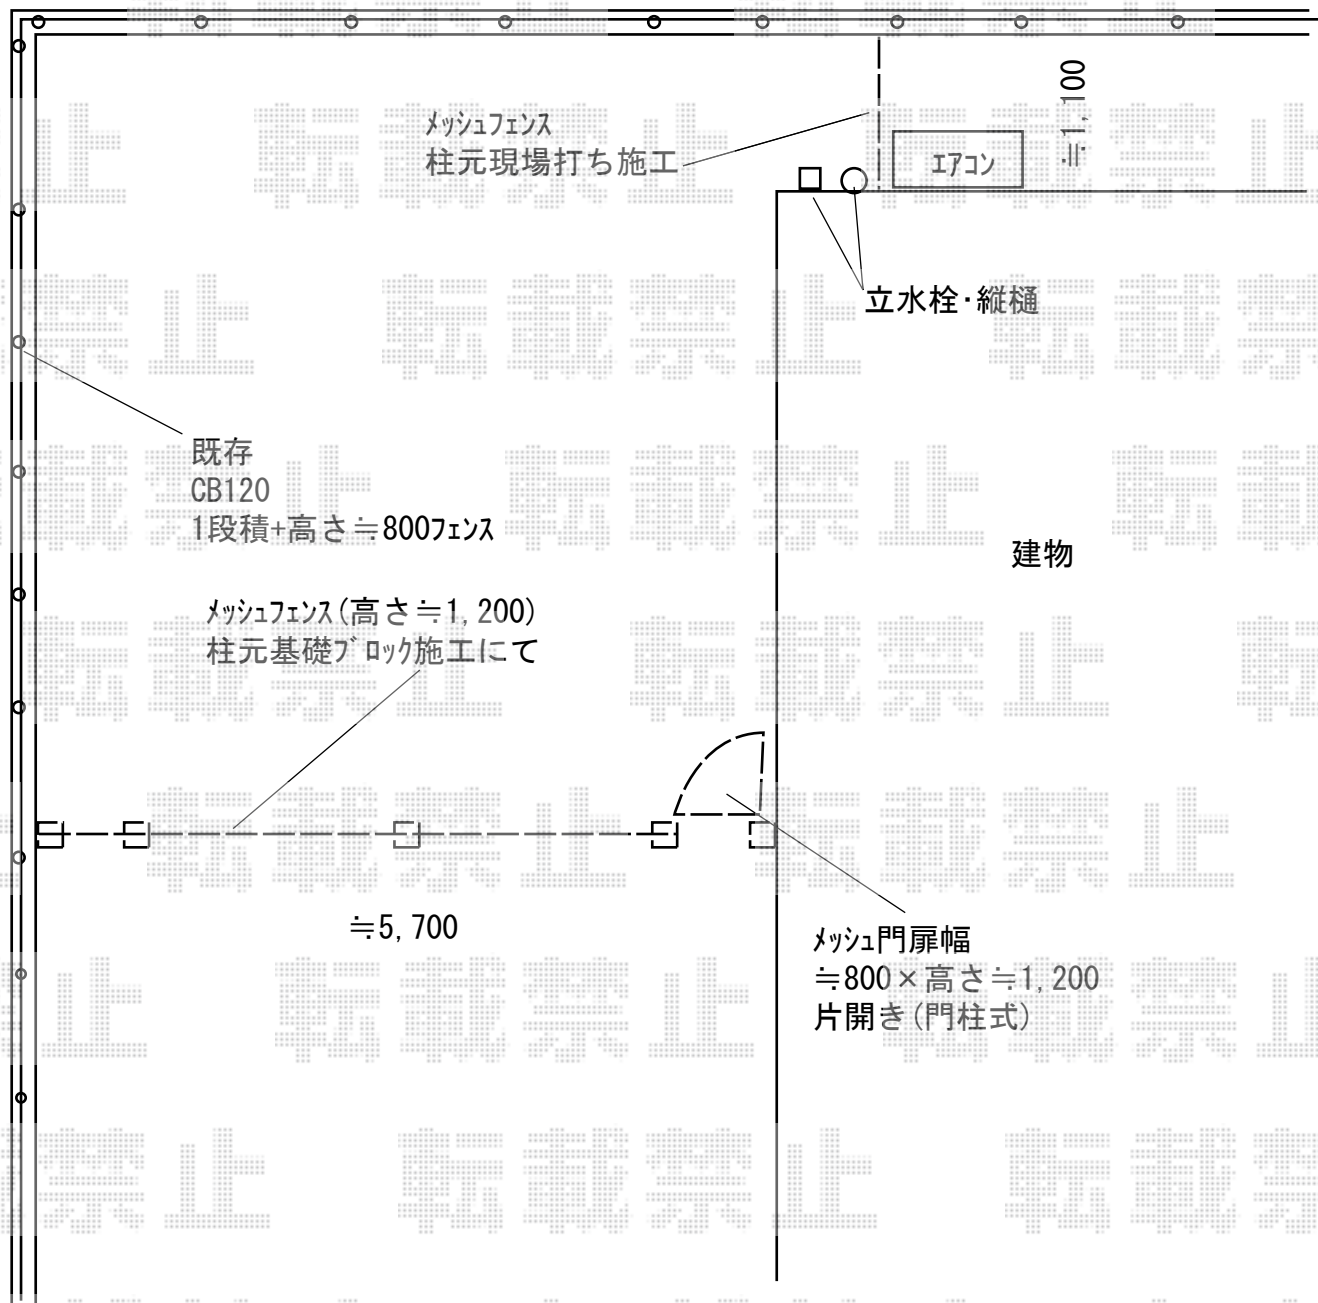 メッシュフェンス
柱元現場打ち施工
エアコン
≒1,100
立水栓・縦樋
既存
CB120
1段積+高さ≒800フェンス
建物
メッシュフェンス(高さ≒1,200)
柱元基礎ブロック施工にて
≒5,700
メッシュ門扉幅
≒800×高さ≒1,200
片開き(門柱式)
転載禁止